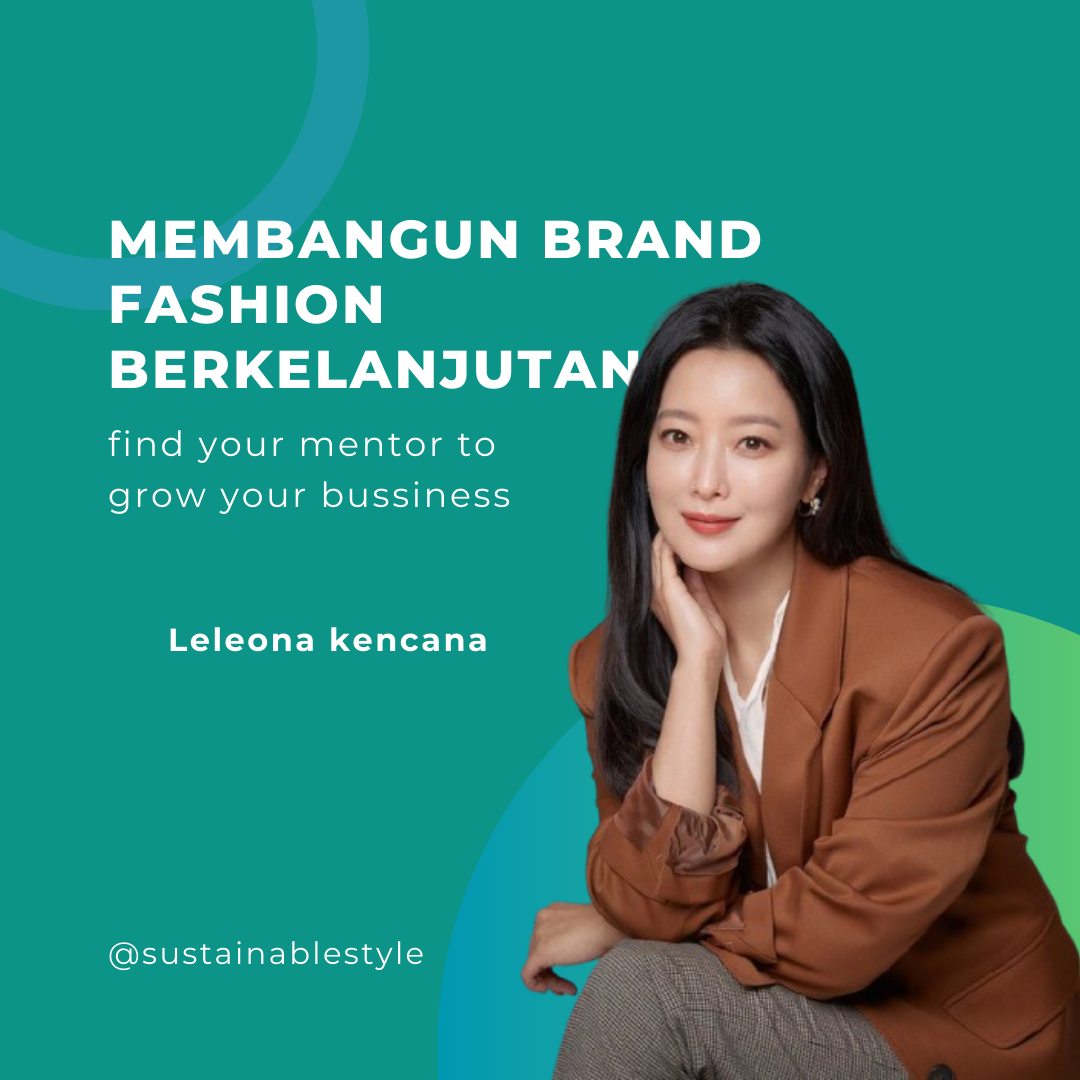 MEMBANGUN BRAND
FASHION
BERKELANJUTAN
find your mentor to
grow your bussiness
Leleona kencana
@sustainablestyle